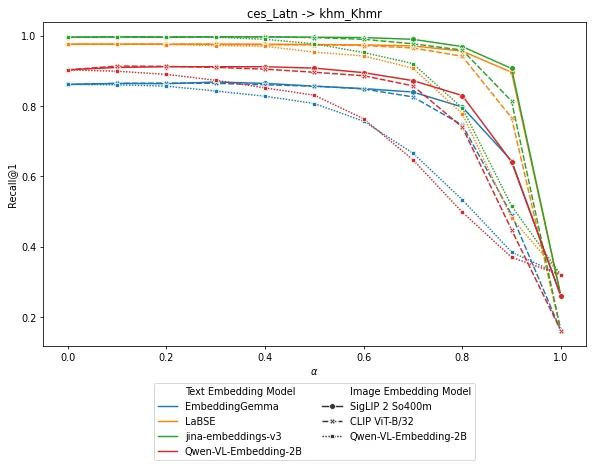 ces_Latn -> khm_Khmr
1.0
0.8
0.6
0.4
0.2
Recall@1
0.0 0.2 0.4 0.6 0.8 1.0
α
Text Embedding Model Image Embedding Model
EmbeddingGemma SigLIP 2 So400m
LaBSE CLIP ViT-B/32
jina-embeddings-v3 Qwen-VL-Embedding-2B
Qwen-VL-Embedding-2B